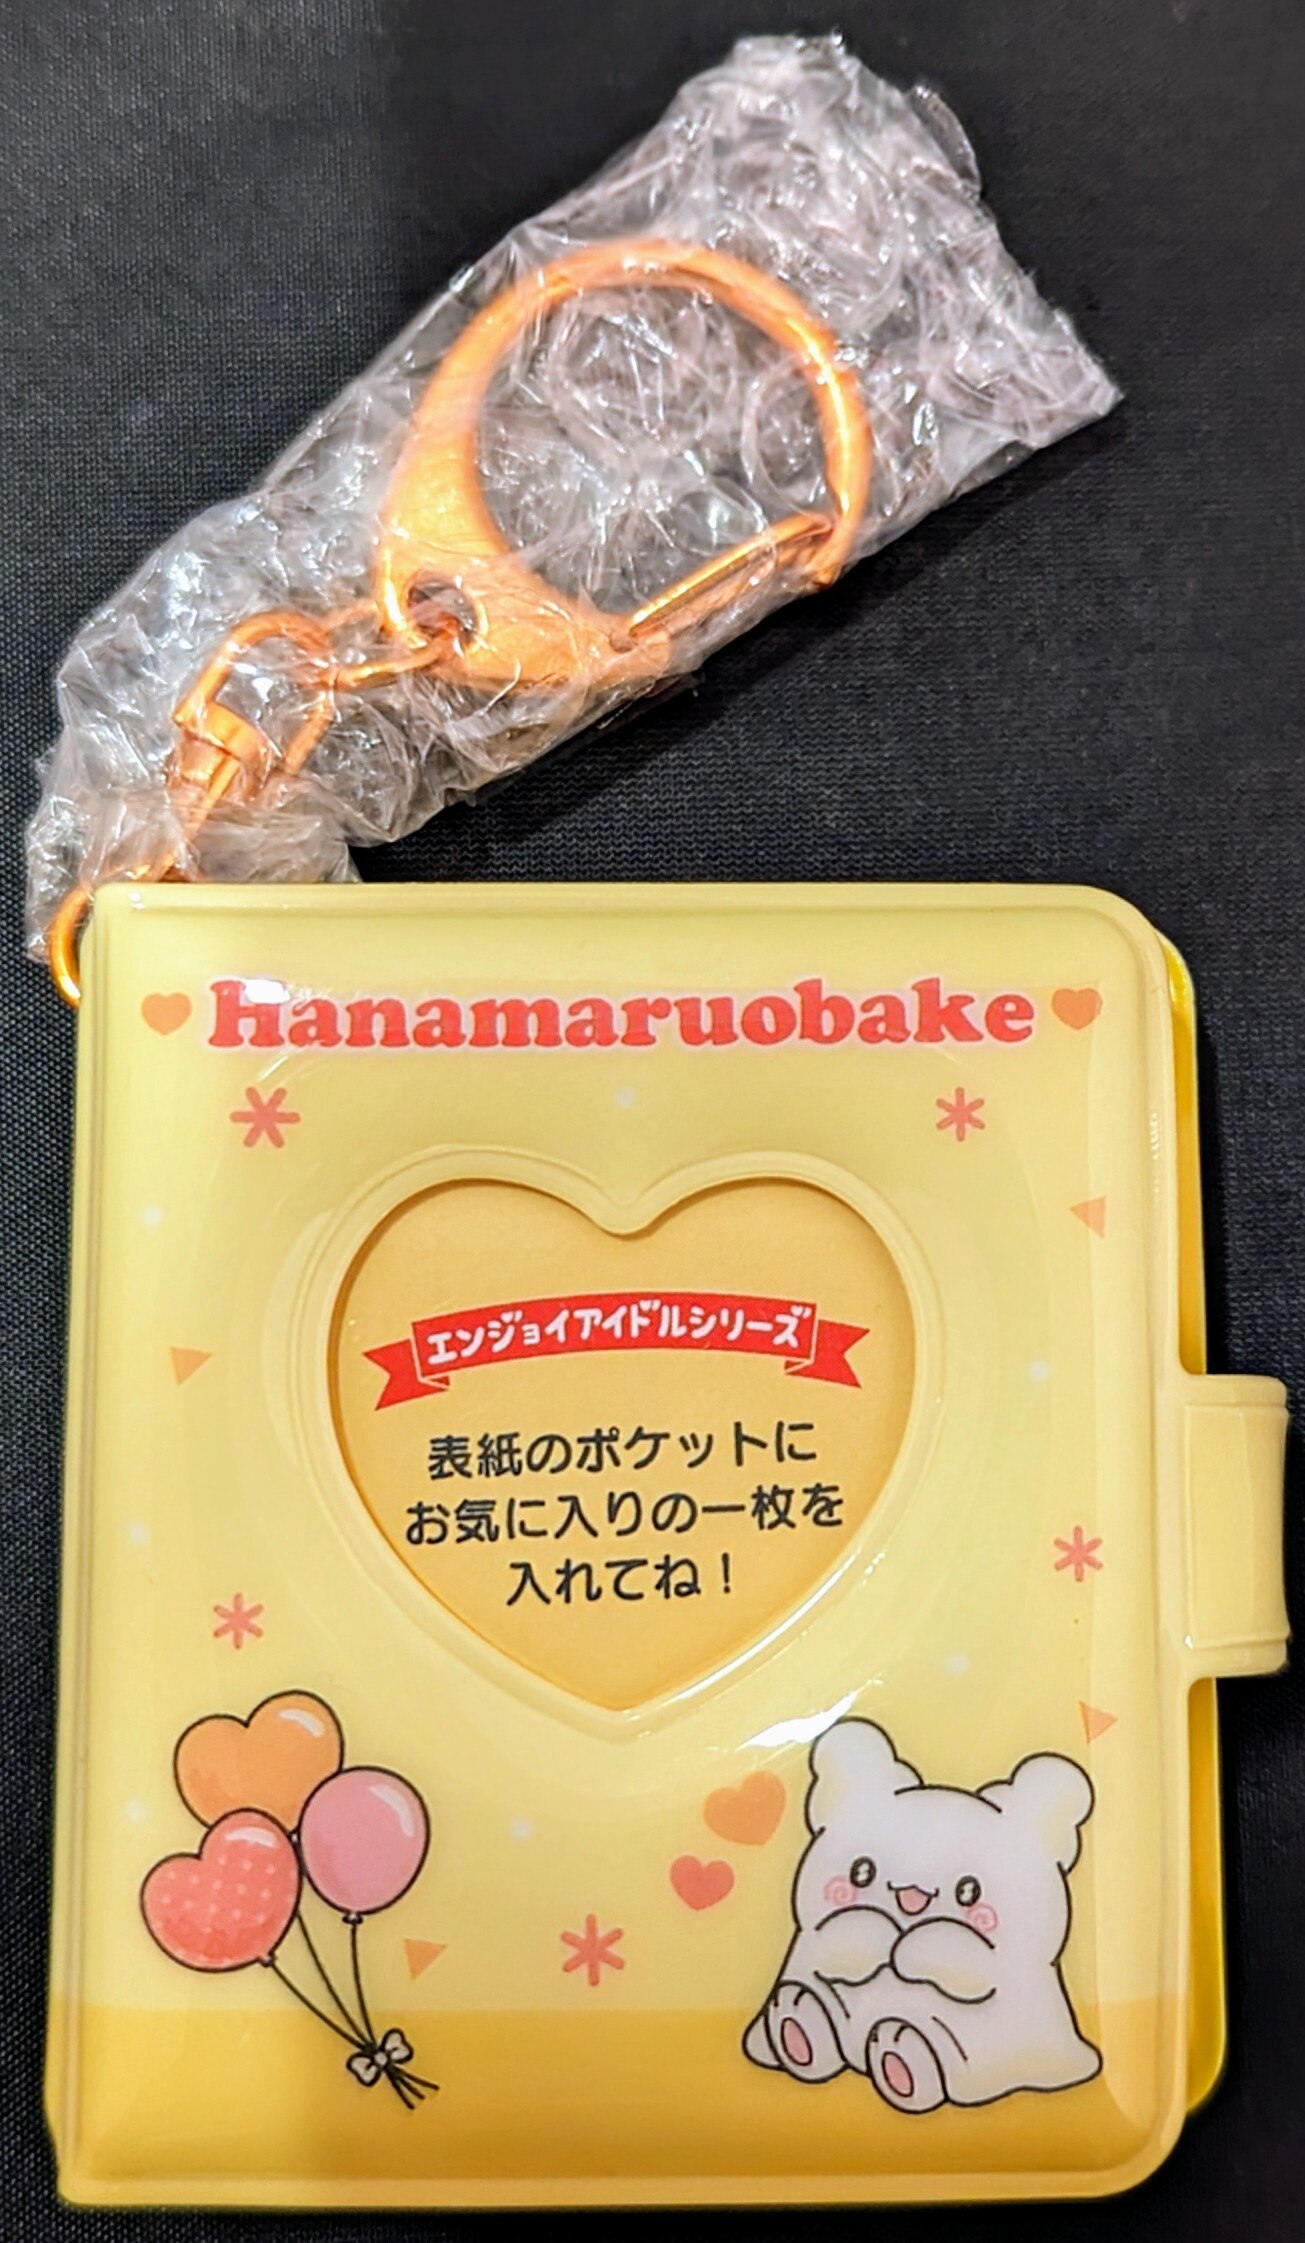 Hanamaruobake
エンジョイアイドルシリーズ
表紙のポケットに
お気に入りの一枚を
入れてね！